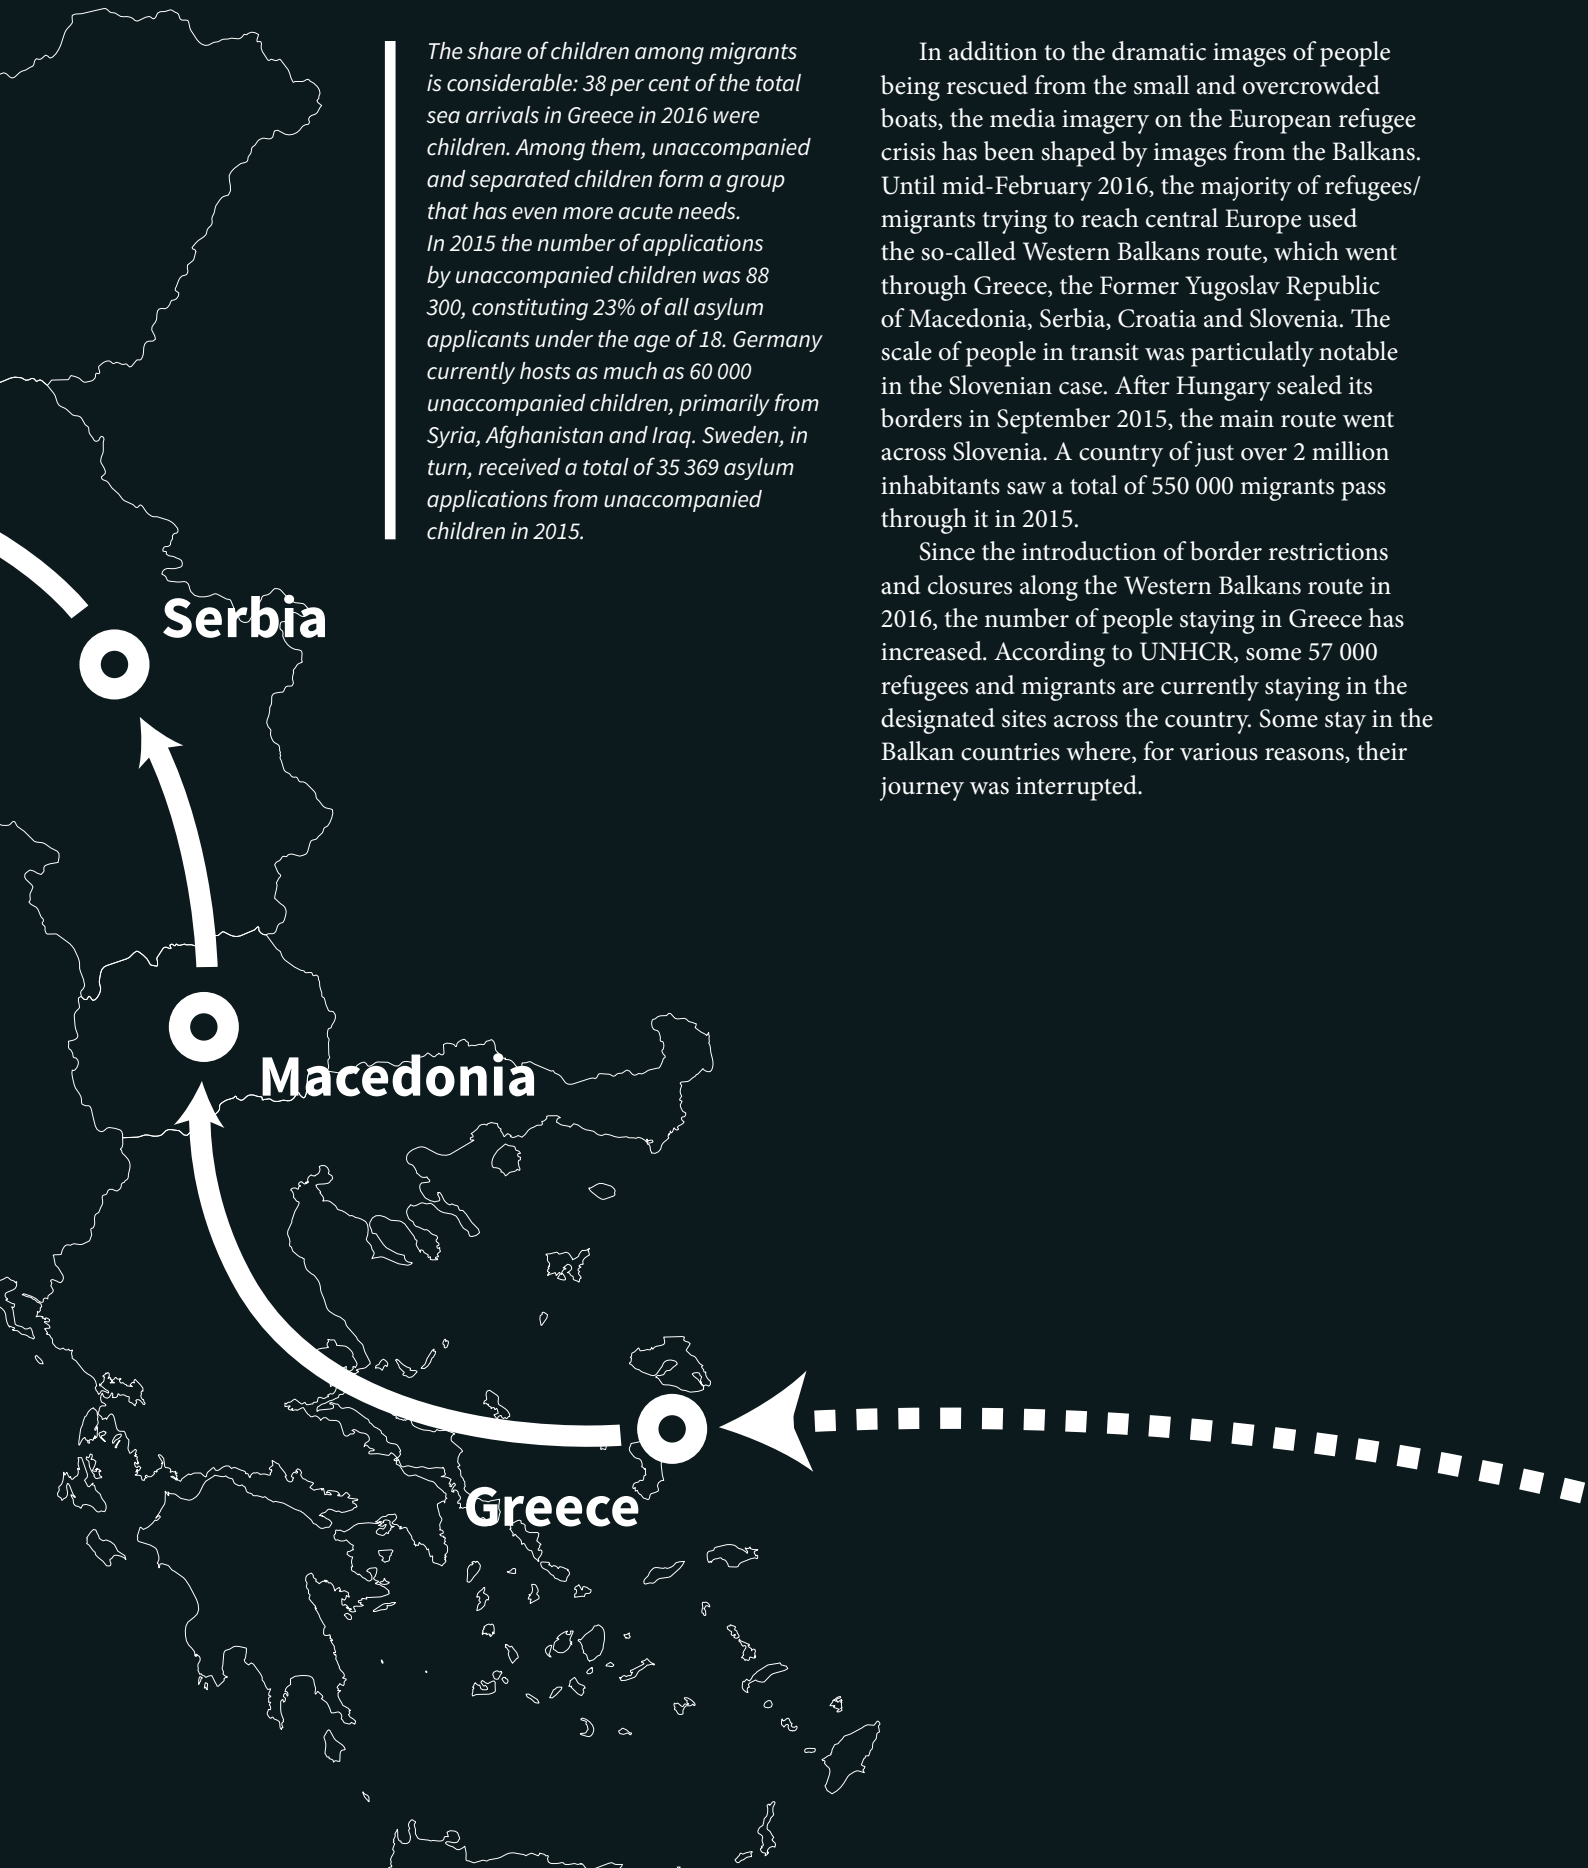 The share of children among migrants
is considerable: 38 per cent of the total
sea arrivals in Greece in 2016 were
children. Among them, unaccompanied
and separated children form a group
that has even more acute needs.
In 2015 the number of applications
by unaccompanied children was 88
300, constituting 23% of all asylum
applicants under the age of 18. Germany
currently hosts as much as 60 000
unaccompanied children, primarily from
Syria, Afghanistan and Iraq. Sweden, in
turn, received a total of 35 369 asylum
applications from unaccompanied
children in 2015.
In addition to the dramatic images of people
being rescued from the small and overcrowded
boats, the media imagery on the European refugee
crisis has been shaped by images from the Balkans.
Until mid-February 2016, the majority of refugees/
migrants trying to reach central Europe used
the so-called Western Balkans route, which went
through Greece, the Former Yugoslav Republic
of Macedonia, Serbia, Croatia and Slovenia. The
scale of people in transit was particulatly notable
in the Slovenian case. After Hungary sealed its
borders in September 2015, the main route went
across Slovenia. A country of just over 2 million
inhabitants saw a total of 550 000 migrants pass
through it in 2015.
Since the introduction of border restrictions
and closures along the Western Balkans route in
2016, the number of people staying in Greece has
increased. According to UNHCR, some 57 000
refugees and migrants are currently staying in the
designated sites across the country. Some stay in the
Balkan countries where, for various reasons, their
journey was interrupted.
Serbia
Macedonia
Greece